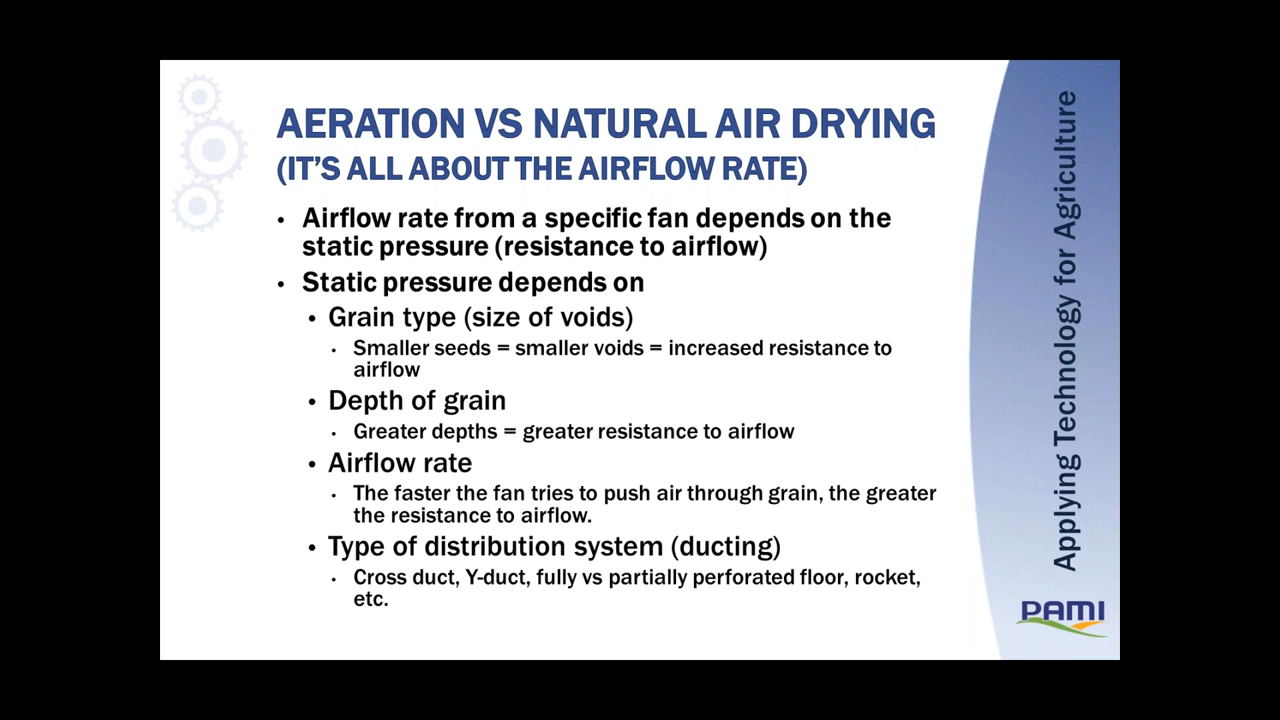 AERATION VS NATURAL AIR DRYING
(IT'S ALL ABOUT THE AIRFLOW RATE)
• Airflow rate from a specific fan depends on the
static pressure (resistance to airflow)
• Static pressure depends on
• Grain type (size of voids)
• Smaller seeds = smaller voids = increased resistance to
airflow
• Depth of grain
• Greater depths = greater resistance to airflow
• Airflow rate
• The faster the fan tries to push air through grain, the greater
the resistance to airflow.
• Type of distribution system (ducting)
• Cross duct, Y-duct, fully vs partially perforated floor, rocket,
etc.
Applying Technology for Agriculture
PAMI